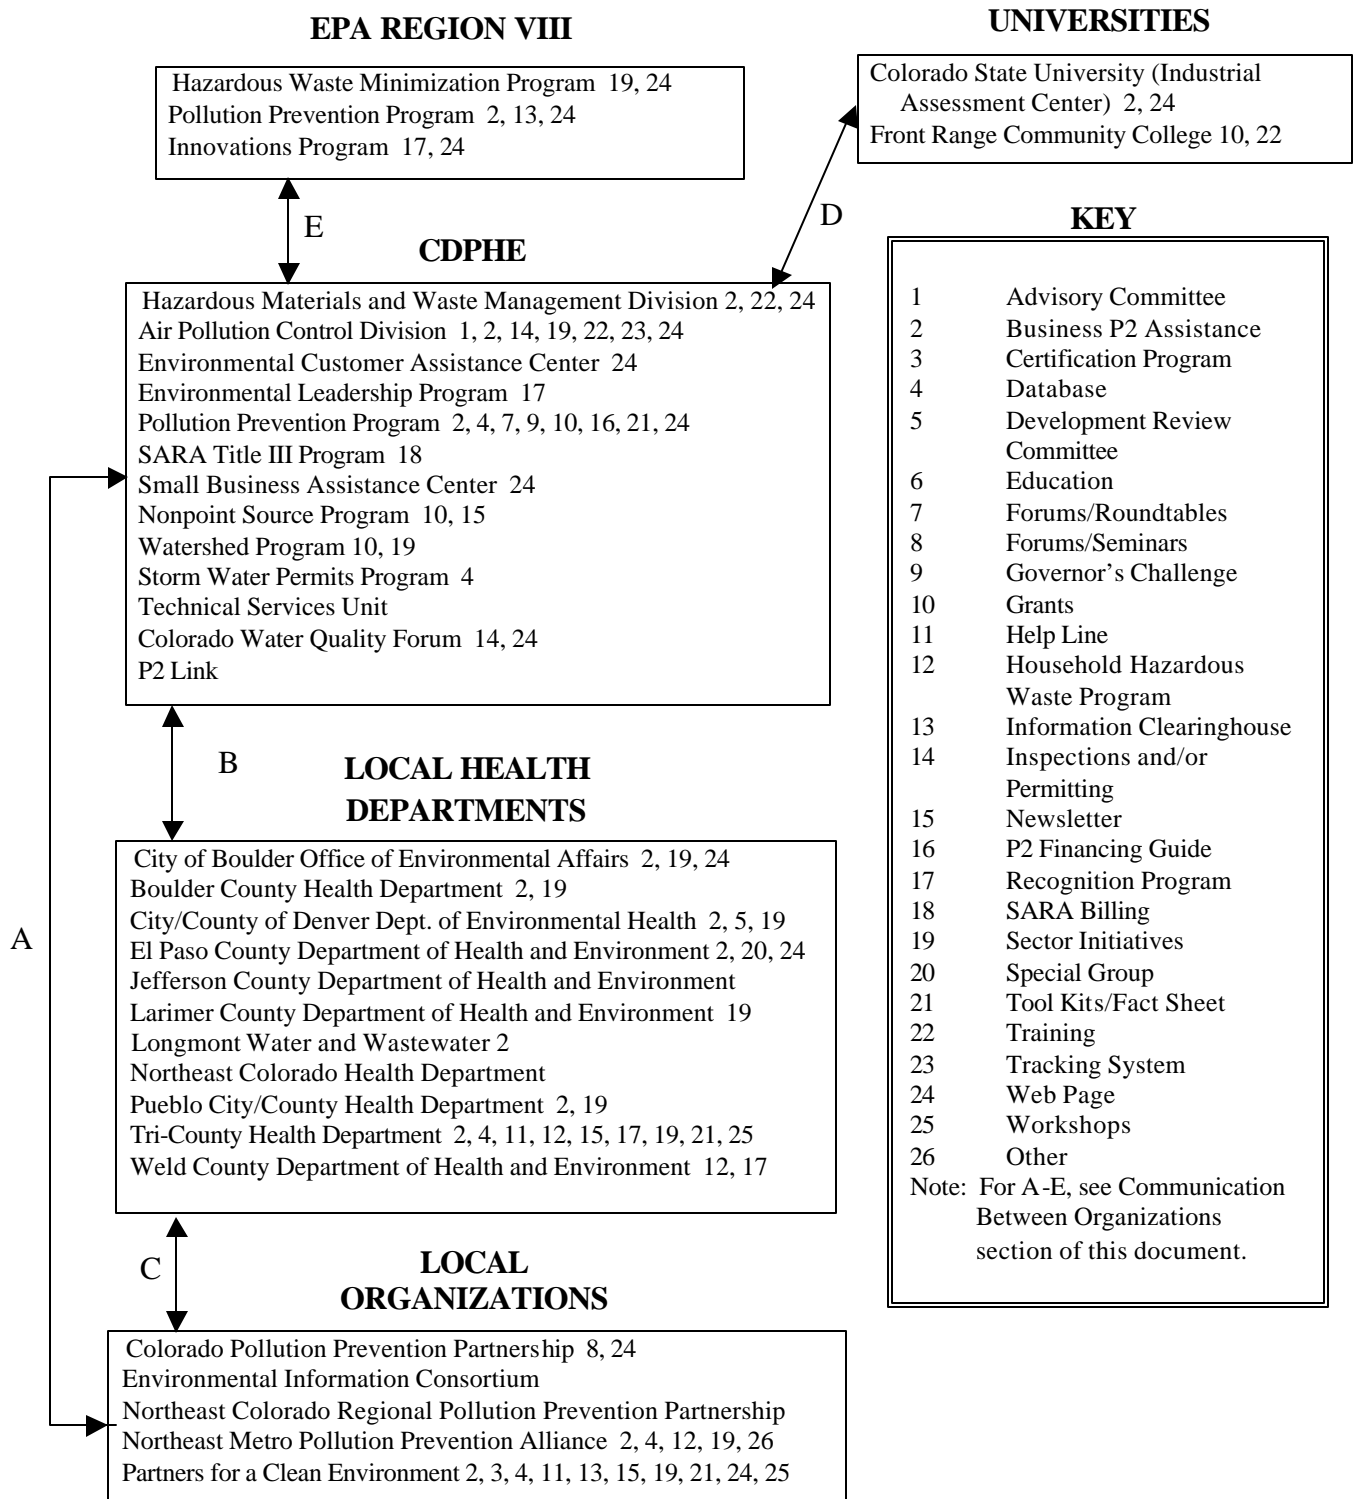 EPA REGION VIII
Hazardous Waste Minimization Program 19, 24
Pollution Prevention Program 2, 13, 24
Innovations Program 17, 24
UNIVERSITIES
Colorado State University (Industrial
Assessment Center) 2, 24
Front Range Community College 10, 22
E
D
CDPHE
Hazardous Materials and Waste Management Division 2, 22, 24
Air Pollution Control Division 1, 2, 14, 19, 22, 23, 24
Environmental Customer Assistance Center 24
Environmental Leadership Program 17
Pollution Prevention Program 2, 4, 7, 9, 10, 16, 21, 24
SARA Title III Program 18
Small Business Assistance Center 24
Nonpoint Source Program 10, 15
Watershed Program 10, 19
Storm Water Permits Program 4
Technical Services Unit
Colorado Water Quality Forum 14, 24
P2 Link
B
LOCAL HEALTH
DEPARTMENTS
City of Boulder Office of Environmental Affairs 2, 19, 24
Boulder County Health Department 2, 19
City/County of Denver Dept. of Environmental Health 2, 5, 19
El Paso County Department of Health and Environment 2, 20, 24
Jefferson County Department of Health and Environment
Larimer County Department of Health and Environment 19
Longmont Water and Wastewater 2
Northeast Colorado Health Department
Pueblo City/County Health Department 2, 19
Tri-County Health Department 2, 4, 11, 12, 15, 17, 19, 21, 25
Weld County Department of Health and Environment 12, 17
A
C
LOCAL
ORGANIZATIONS
Colorado Pollution Prevention Partnership 8, 24
Environmental Information Consortium
Northeast Colorado Regional Pollution Prevention Partnership
Northeast Metro Pollution Prevention Alliance 2, 4, 12, 19, 26
Partners for a Clean Environment 2, 3, 4, 11, 13, 15, 19, 21, 24, 25
KEY
1 Advisory Committee
2 Business P2 Assistance
3 Certification Program
4 Database
5 Development Review
Committee
6 Education
7 Forums/Roundtables
8 Forums/Seminars
9 Governor's Challenge
10 Grants
11 Help Line
12 Household Hazardous
Waste Program
13 Information Clearinghouse
14 Inspections and/or
Permitting
15 Newsletter
16 P2 Financing Guide
17 Recognition Program
18 SARA Billing
19 Sector Initiatives
20 Special Group
21 Tool Kits/Fact Sheet
22 Training
23 Tracking System
24 Web Page
25 Workshops
26 Other
Note: For A-E, see Communication
Between Organizations
section of this document.